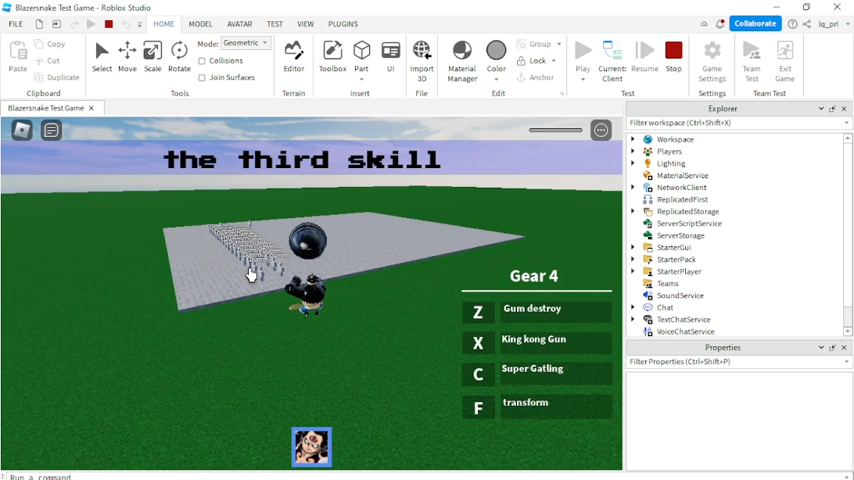 Blazersnake Test Game - Roblox Studio
FILE HOME MODEL AVATAR TEST VIEW PLUGINS Collaborate lq_pri
Paste Copy Cut Duplicate
Select Move Scale Rotate
Mode: Geometric
Collisions
Join Surfaces
Editor Toolbox Part UI Import 3D Material Manager Color
Group
Lock
Anchor
Play Current: Client Resume Stop Game Settings Team Test Exit Game
Clipboard Tools Terrain Insert File Edit Test Settings Team Test
Blazersnake Test Game
the third skill
Gear 4
Z Gum destroy
X King kong Gun
C Super Gatling
F transform
Explorer
Filter workspace (Ctrl+Shift+X)
Workspace
Players
Lighting
MaterialService
NetworkClient
ReplicatedFirst
ReplicatedStorage
ServerScriptService
ServerStorage
StarterGui
StarterPack
StarterPlayer
Teams
SoundService
Chat
TextChatService
VoiceChatService
Properties
Filter Properties (Ctrl+Shift+P)
Run a command